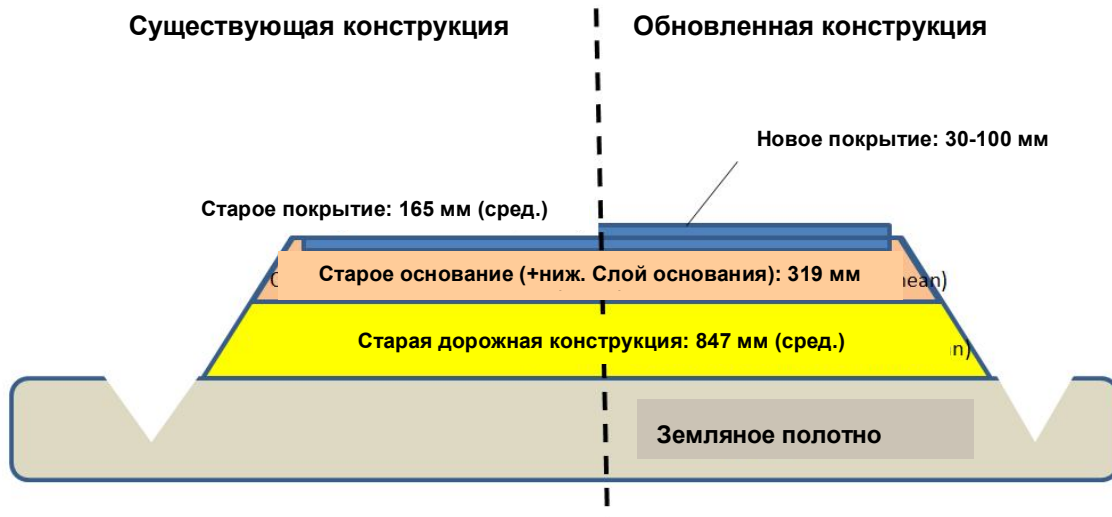 Существующая конструкция
Обновленная конструкция
Новое покрытие: 30-100 мм
Старое покрытие: 165 мм (сред.)
Старое основание (+ниж. Слой основания): 319 мм
Старая дорожная конструкция: 847 мм (сред.)
Земляное полотно